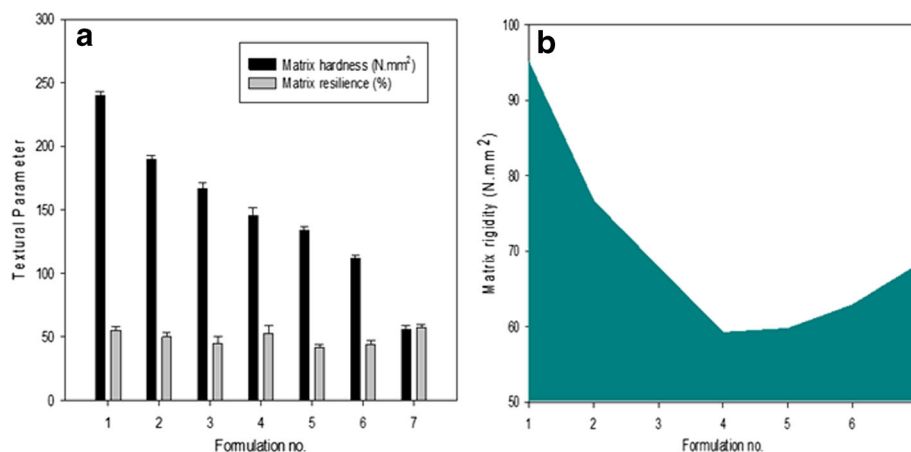 a
Matrix hardness (N.mm²)
Matrix resilience (%)
Textural Parameter
300
250
200
150
100
50
0
1 2 3 4 5 6 7
Formulation no.
b
Matrix rigidity (N.mm²)
100
90
80
70
60
50
1 2 3 4 5 6
Formulation no.